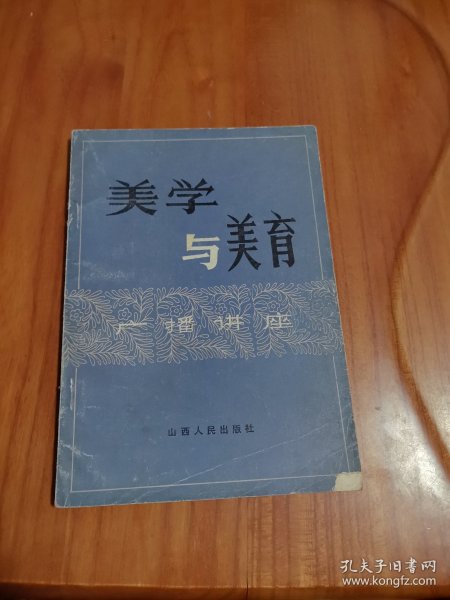 美学
与美育
广播讲座
山西人民出版社
孔夫子旧书网
www.kongfz.com